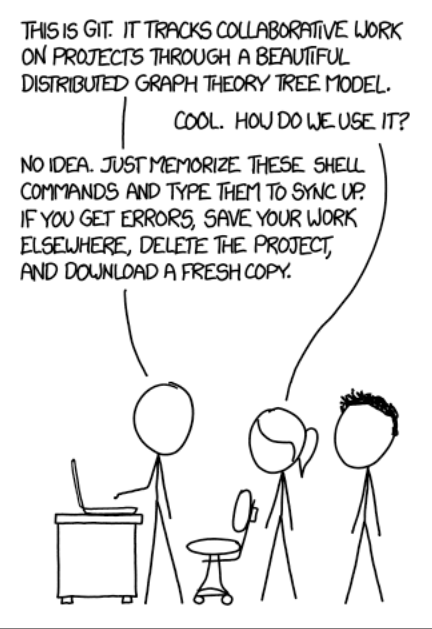 THIS IS GIT. IT TRACKS COLLABORATIVE WORK
ON PROJECTS THROUGH A BEAUTIFUL
DISTRIBUTED GRAPH THEORY TREE MODEL.
COOL. HOW DO WE USE IT?
NO IDEA. JUST MEMORIZE THESE SHELL
COMMANDS AND TYPE THEM TO SYNC UP.
IF YOU GET ERRORS, SAVE YOUR WORK
ELSEWHERE, DELETE THE PROJECT,
AND DOWNLOAD A FRESH COPY.